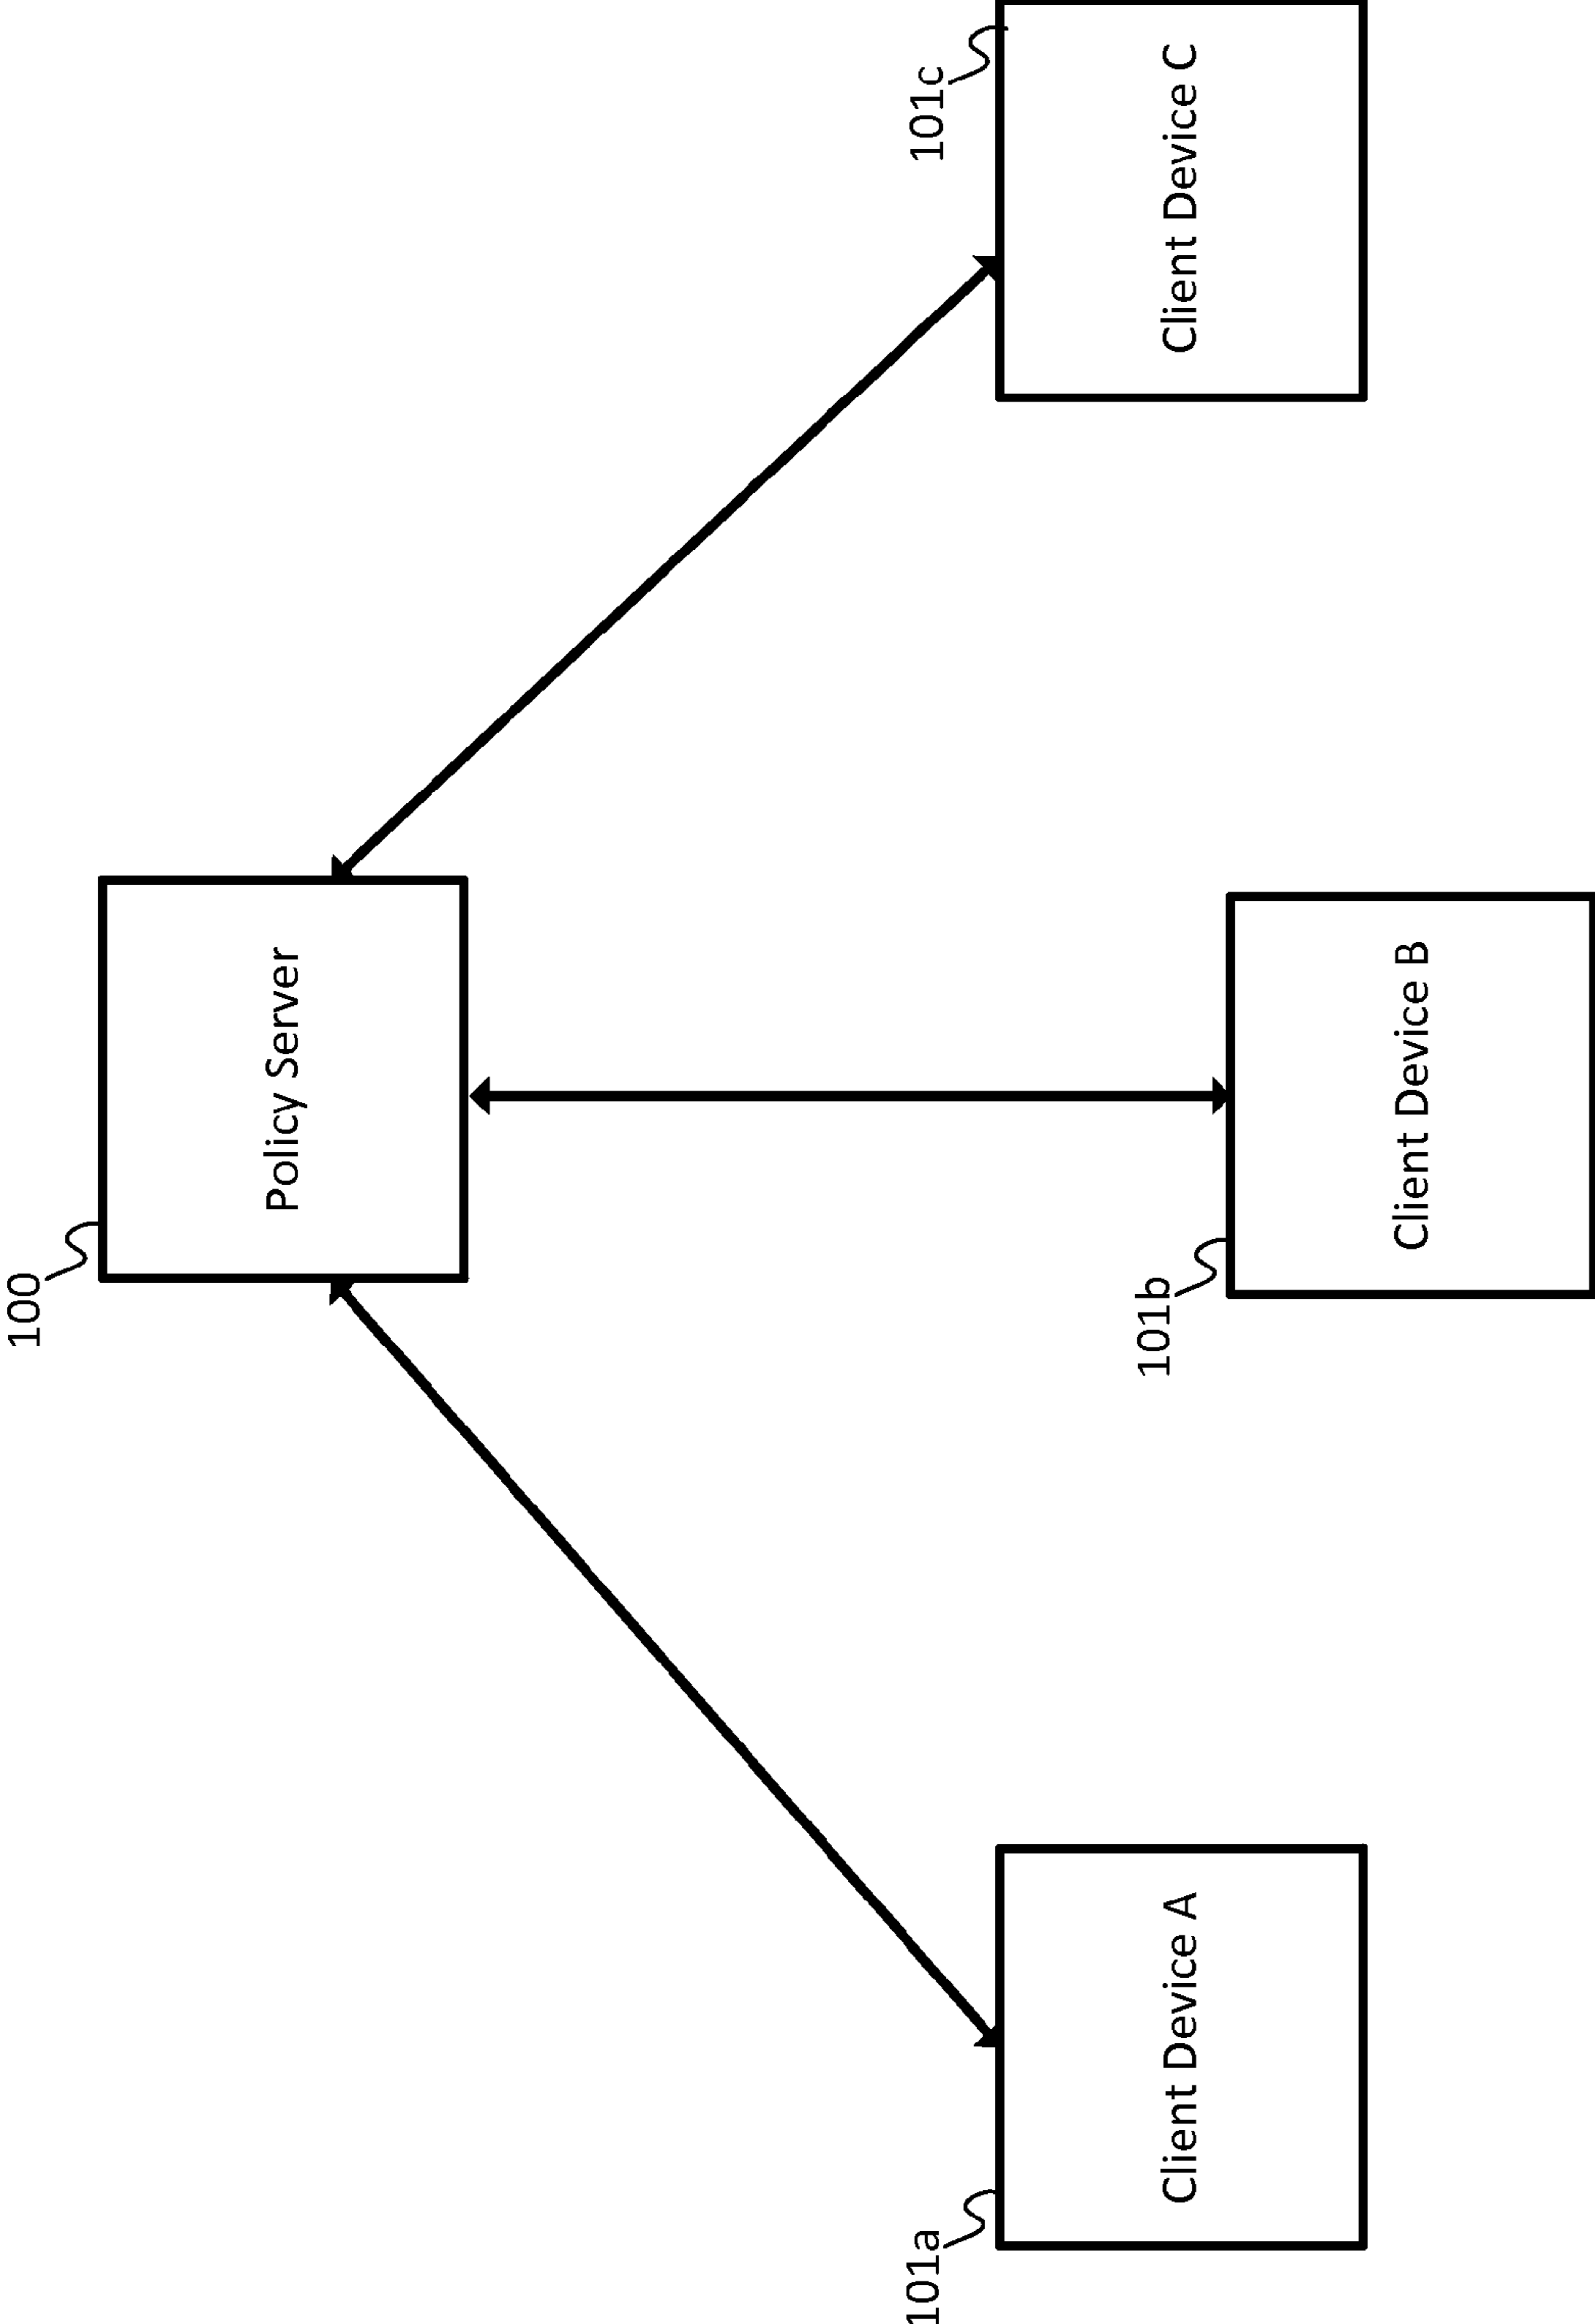 100
Policy Server
101a
Client Device A
101b
Client Device B
101c
Client Device C